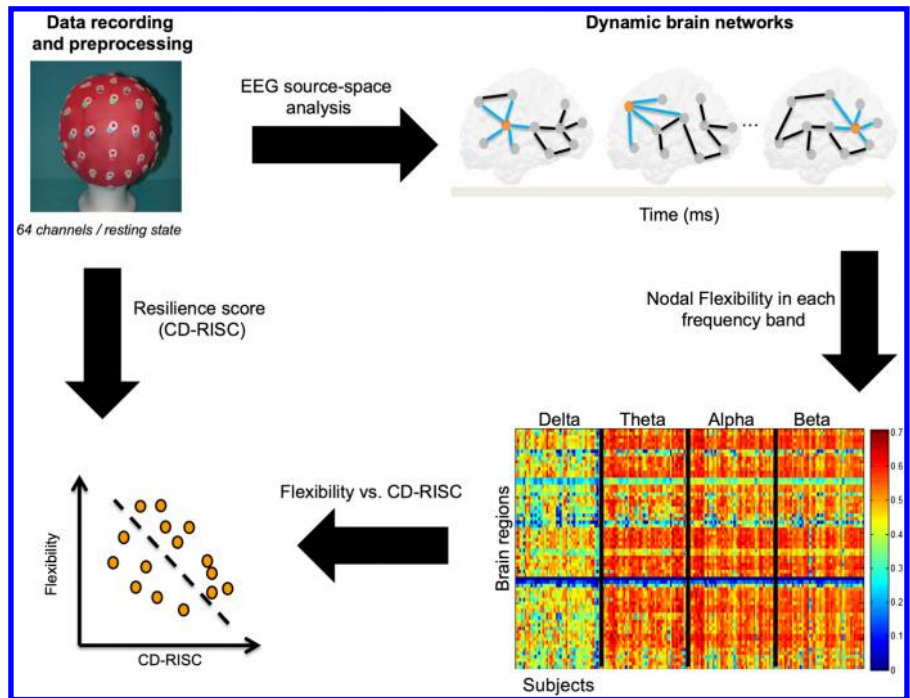 Data recording
and preprocessing
Dynamic brain networks
EEG source-space
analysis
...
Time (ms)
64 channels / resting state
Resilience score
(CD-RISC)
Nodal Flexibility in each
frequency band
Delta Theta Alpha Beta
0.7
0.6
0.5
0.4
0.3
0.2
0.1
0
Brain regions
Subjects
Flexibility vs. CD-RISC
Flexibility
CD-RISC